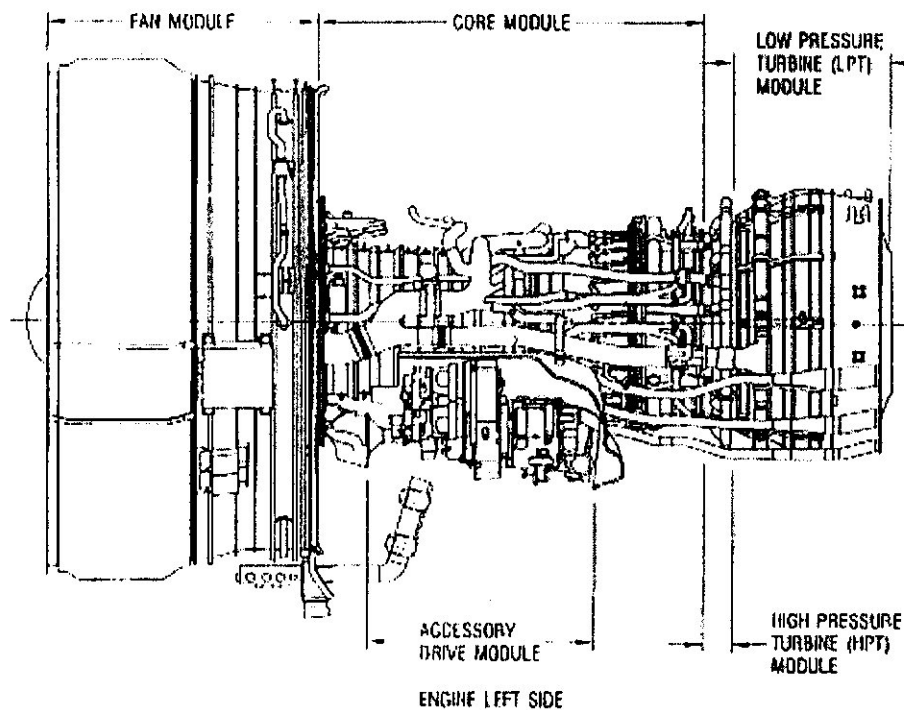 FAN MODULE
CORE MODULE
LOW PRESSURE
TURBINE (LPT)
MODULE
ACCESSORY
DRIVE MODULE
HIGH PRESSURE
TURBINE (HPT)
MODULE
ENGINE LEFT SIDE